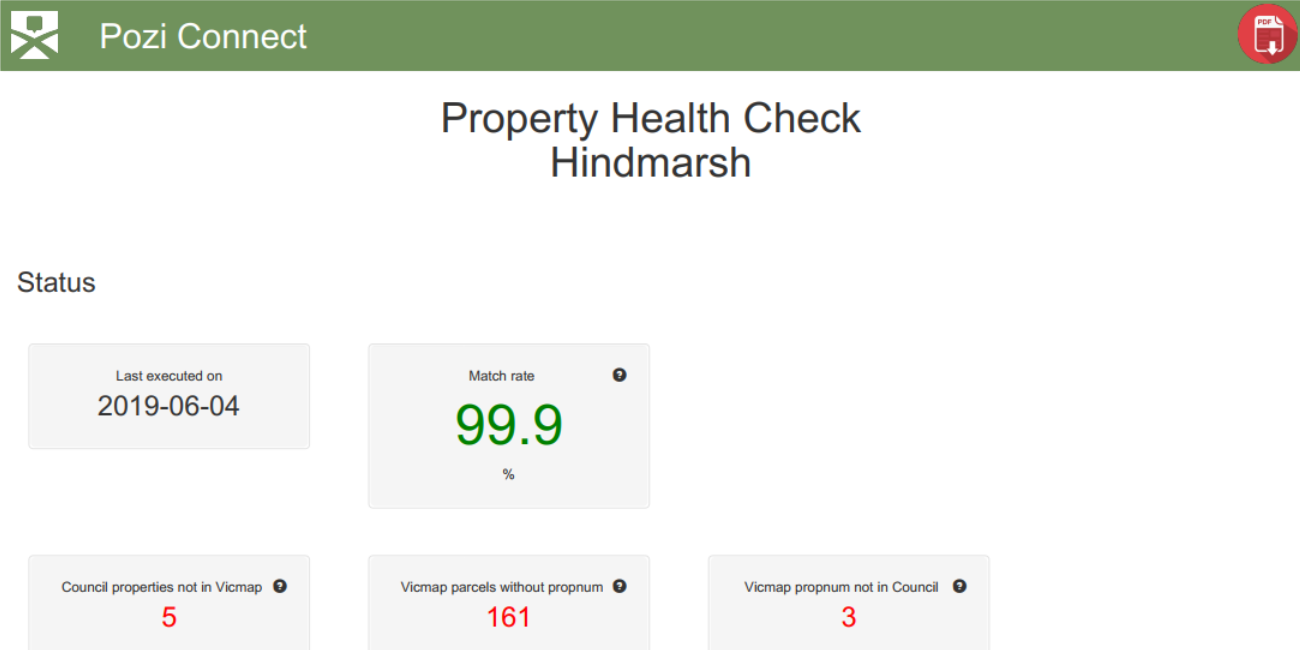 Pozi Connect
PDF
Property Health Check
Hindmarsh
Status
Last executed on
2019-06-04
Match rate ?
99.9
%
Council properties not in Vicmap ?
5
Vicmap parcels without propnum ?
161
Vicmap propnum not in Council ?
3